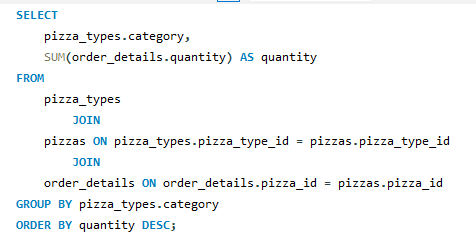 SELECT
    pizza_types.category,
    SUM(order_details.quantity) AS quantity
FROM
    pizza_types
        JOIN
    pizzas ON pizza_types.pizza_type_id = pizzas.pizza_type_id
        JOIN
    order_details ON order_details.pizza_id = pizzas.pizza_id
GROUP BY pizza_types.category
ORDER BY quantity DESC;